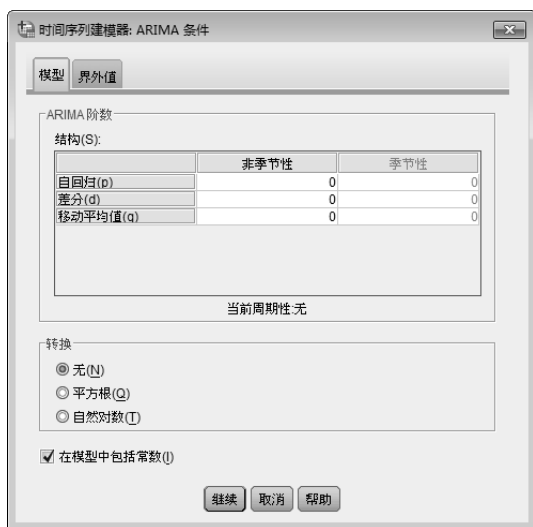 时间序列建模器: ARIMA 条件
模型 界外值
ARIMA 阶数
结构(S):
非季节性 季节性
自回归(p) 0 0
差分(d) 0 0
移动平均值(q) 0 0
当前周期性:无
转换
无(N)
平方根(Q)
自然对数(T)
在模型中包括常数(I)
继续 取消 帮助